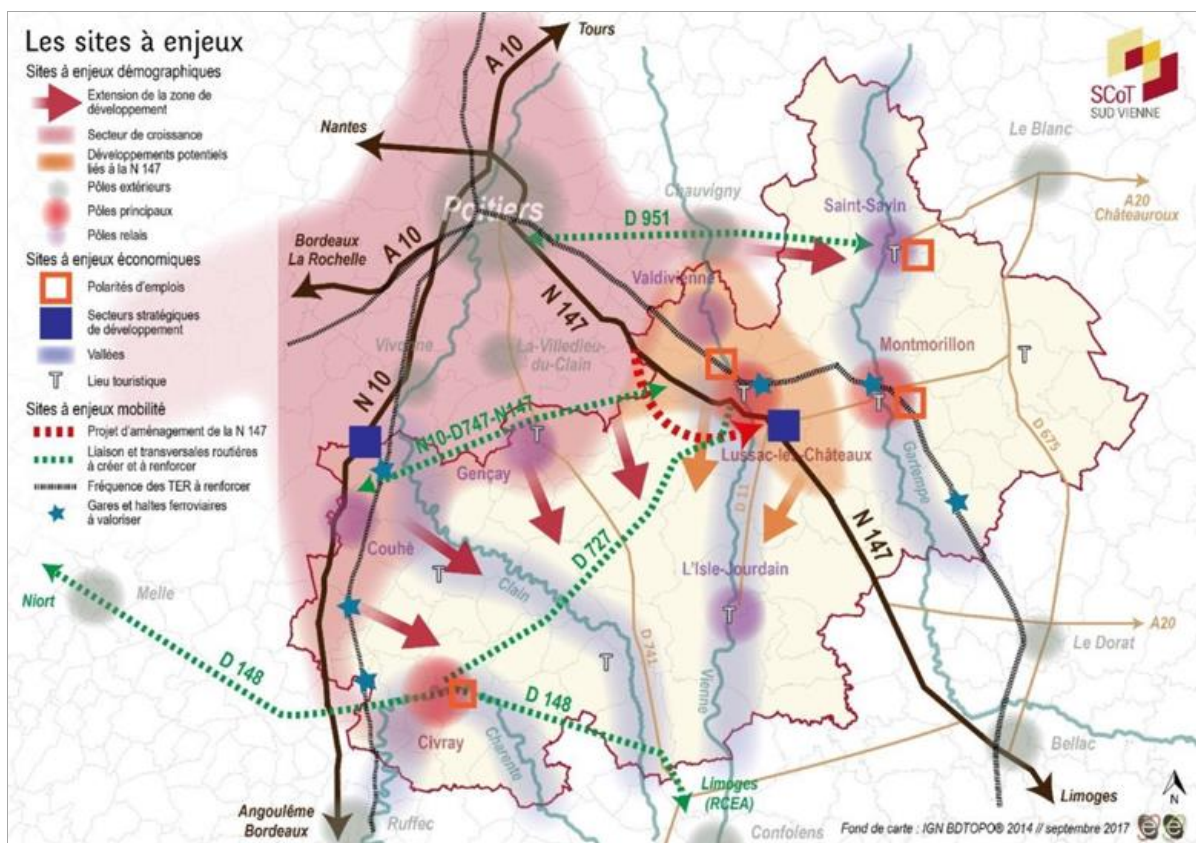 Les sites à enjeux
Sites à enjeux démographiques
Extension de la zone de
développement
Secteur de croissance
Développements potentiels
liés à la N 147
Pôles extérieurs
Pôles principaux
Pôles relais
Sites à enjeux économiques
Polarités d'emplois
Secteurs stratégiques
de développement
Vallées
T
Lieu touristique
Sites à enjeux mobilité
Projet d'aménagement de la N 147
Liaison et transversales routières
à créer et à renforcer
Fréquence des TER à renforcer
Gares et haltes ferroviaires
à valoriser
SCoT
SUD VIENNE
Tours
A 10
Nantes
Poitiers
Bordeaux
La Rochelle
A 10
Chauvigny
Saint-Savin
T
Le Blanc
A20
Châteauroux
D 951
Valdivienne
N 147
Vivonne
La-Villedieu-
du-Clain
Montmorillon
T
T
T
N 10
N10-D747-N147
Gençay
T
Lussac-les-Châteaux
D 675
Gartempe
D 11
Couhé
D 727
N 147
L'Isle-Jourdain
T
T
Clain
Melle
Niort
A20
Le Dorat
T
D 741
Vienne
D 148
D 148
Civray
Charente
Bellac
Limoges
(RCEA)
Limoges
N
Angoulême
Bordeaux
Ruffec
Confolens
Fond de carte : IGN BDTOPO® 2014 // septembre 2017